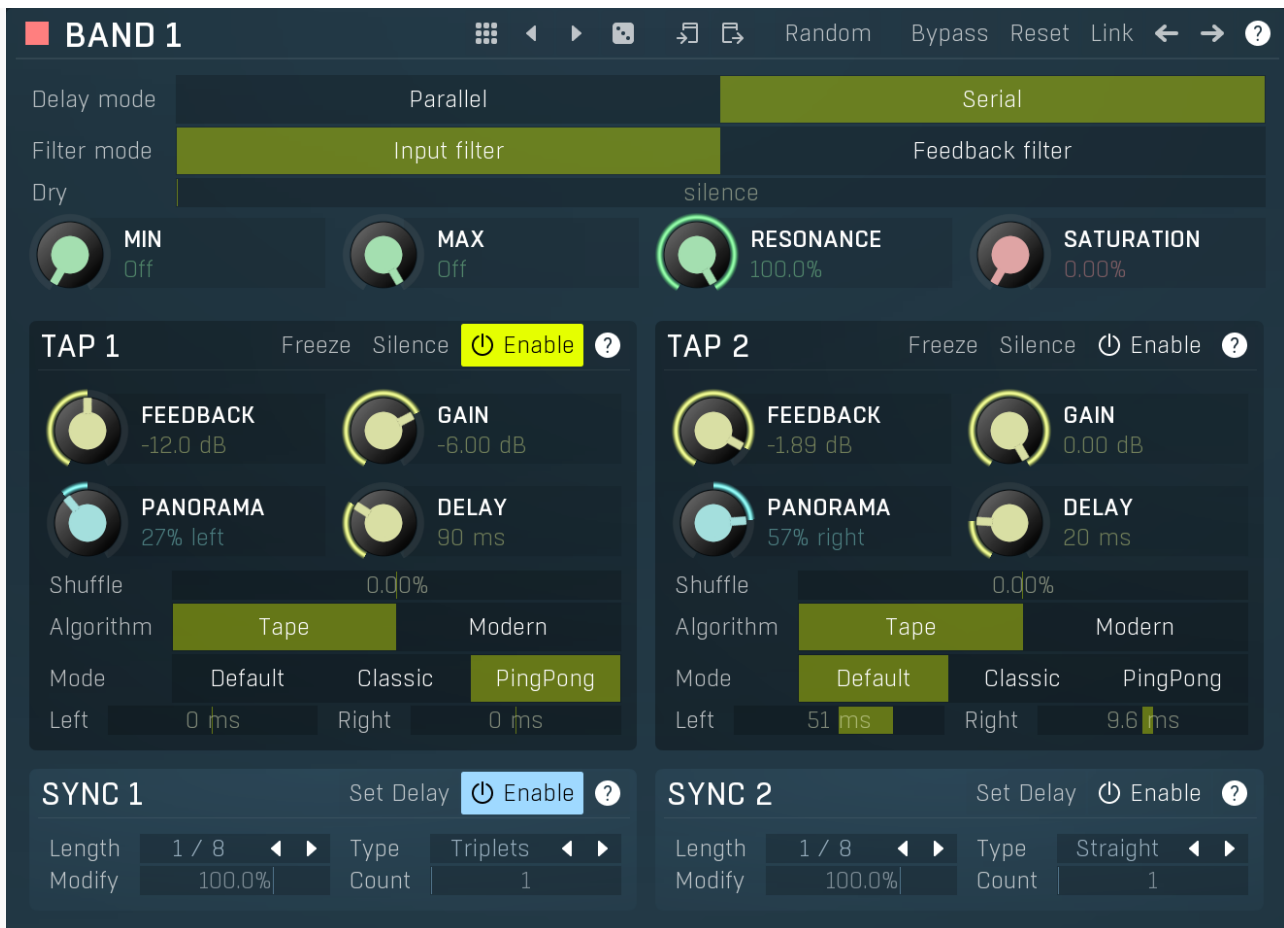 BAND 1 Random Bypass Reset Link ?
Delay mode Parallel Serial
Filter mode Input filter Feedback filter
Dry silence
MIN MAX RESONANCE SATURATION
Off Off 100.0% 0.00%
TAP 1 Freeze Silence Enable ?
FEEDBACK GAIN
-12.0 dB -6.00 dB
PANORAMA DELAY
27% left 90 ms
Shuffle 0.00%
Algorithm Tape Modern
Mode Default Classic PingPong
Left 0 ms Right 0 ms
TAP 2 Freeze Silence Enable ?
FEEDBACK GAIN
-1.89 dB 0.00 dB
PANORAMA DELAY
57% right 20 ms
Shuffle 0.00%
Algorithm Tape Modern
Mode Default Classic PingPong
Left 51 ms Right 9.6 ms
SYNC 1 Set Delay Enable ?
Length 1 / 8 Type Triplets
Modify 100.0% Count 1
SYNC 2 Set Delay Enable ?
Length 1 / 8 Type Straight
Modify 100.0% Count 1